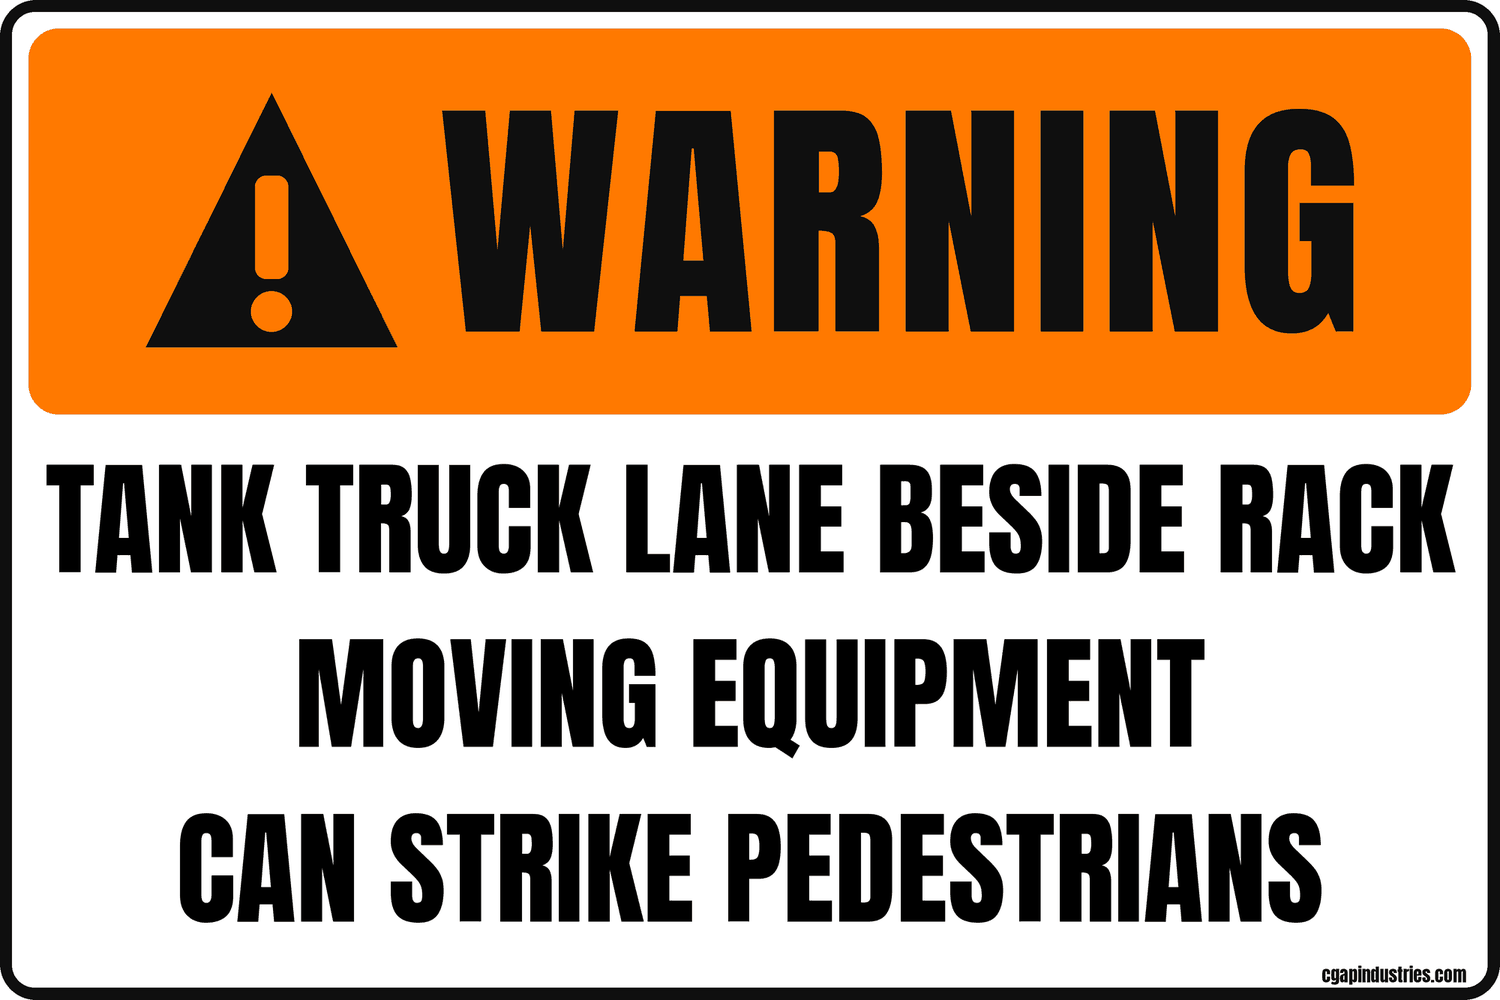 WARNING
TANK TRUCK LANE BESIDE RACK
MOVING EQUIPMENT
CAN STRIKE PEDESTRIANS
cgapindustries.com